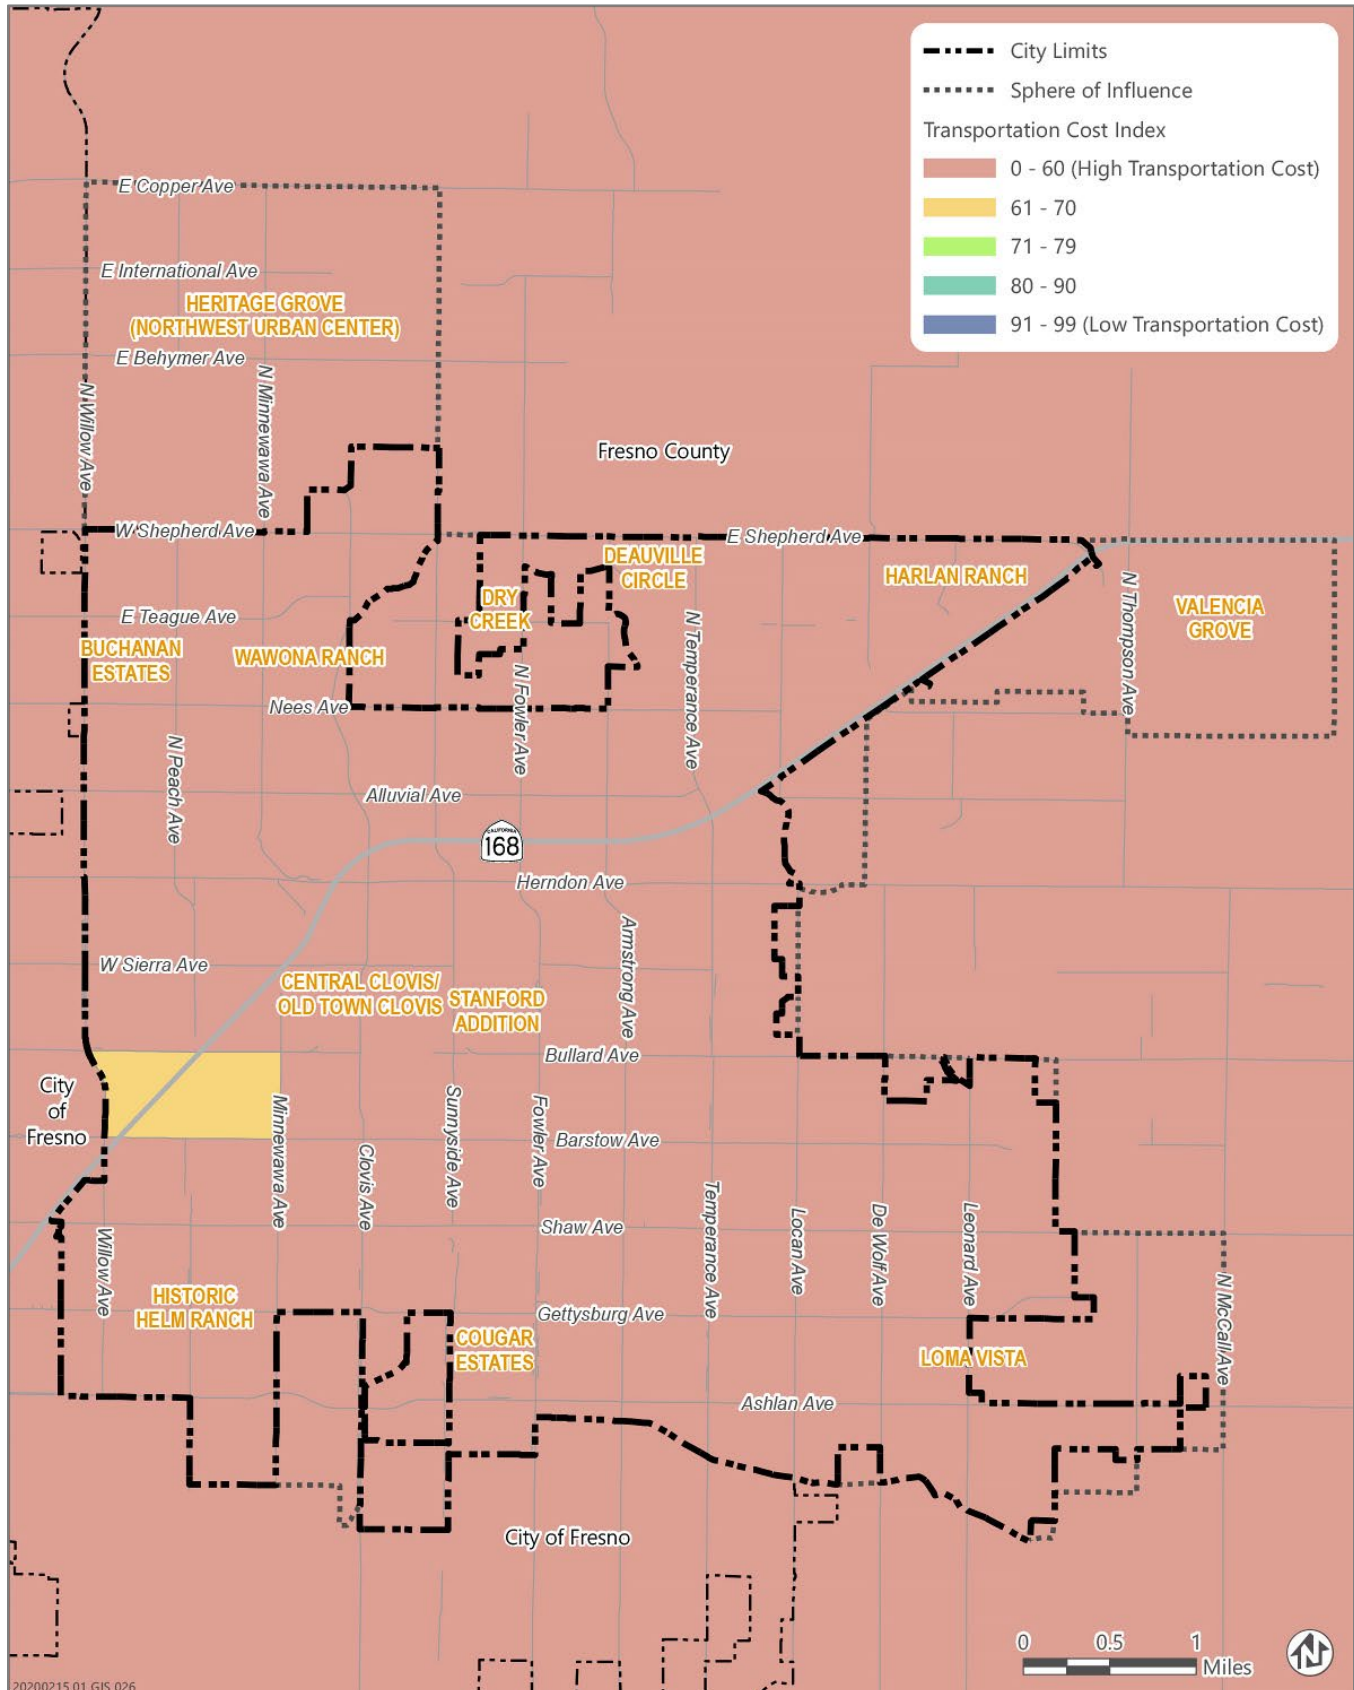 City Limits
Sphere of Influence
Transportation Cost Index
0 - 60 (High Transportation Cost)
61 - 70
71 - 79
80 - 90
91 - 99 (Low Transportation Cost)
E Copper Ave
E International Ave
HERITAGE GROVE
(NORTHWEST URBAN CENTER)
E Behymer Ave
N Willow Ave
N Minnewawa Ave
Fresno County
W Shepherd Ave
E Shepherd Ave
DEAUVILLE
CIRCLE
HARLAN RANCH
DRY
CREEK
N Thompson Ave
VALENCIA
GROVE
E Teague Ave
BUCHANAN
ESTATES
WAWONA RANCH
N Temperance Ave
N Fowler Ave
Nees Ave
N Peach Ave
Alluvial Ave
CALIFORNIA
168
Herndon Ave
Armstrong Ave
W Sierra Ave
CENTRAL CLOVIS/
OLD TOWN CLOVIS
STANFORD
ADDITION
Bullard Ave
City
of
Fresno
Minnewawa Ave
Sunnyside Ave
Fowler Ave
Barstow Ave
Clovis Ave
Temperance Ave
Locan Ave
De Wolf Ave
Leonard Ave
Shaw Ave
Willow Ave
HISTORIC
HELM RANCH
Gettysburg Ave
N McCall Ave
COUGAR
ESTATES
LOMA VISTA
Ashlan Ave
City of Fresno
0 0.5 1
Miles
N
20200215.01 GIS 026